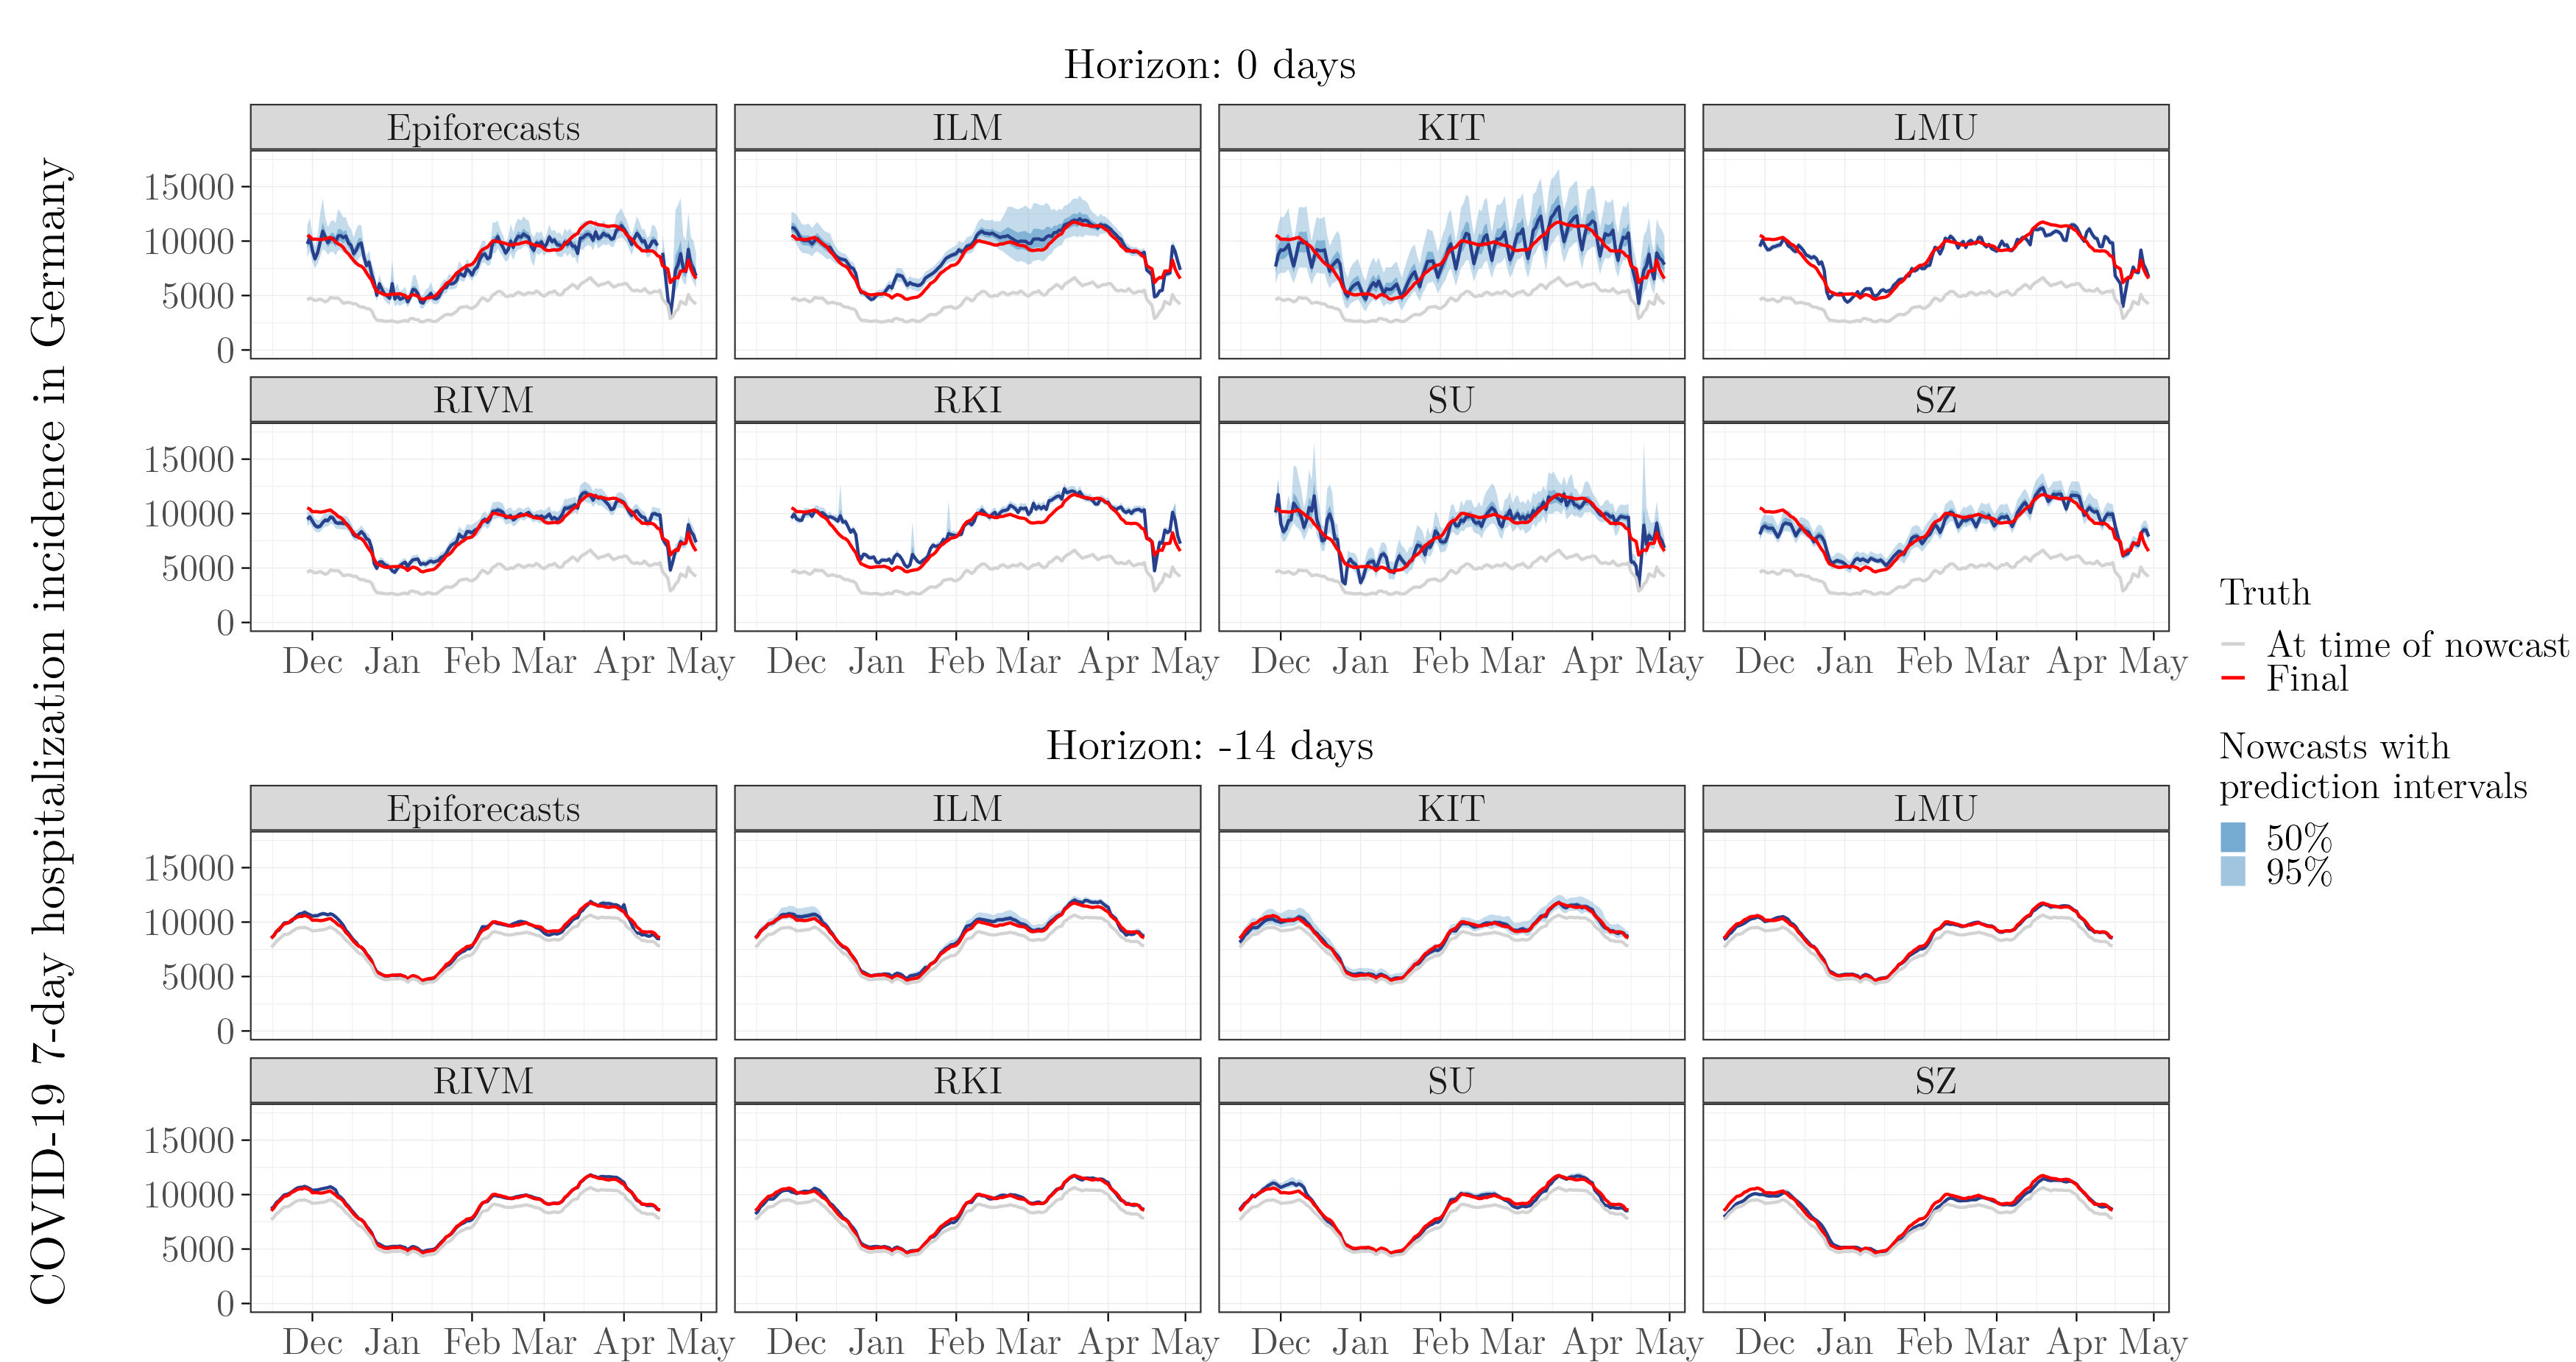 Horizon: 0 days
COVID-19 7-day hospitalization incidence in Germany
Epiforecasts ILM KIT LMU
15000
10000
5000
0
RIVM RKI SU SZ
15000
10000
5000
0
Dec Jan Feb Mar Apr May Dec Jan Feb Mar Apr May Dec Jan Feb Mar Apr May Dec Jan Feb Mar Apr May
Horizon: -14 days
Epiforecasts ILM KIT LMU
15000
10000
5000
0
RIVM RKI SU SZ
15000
10000
5000
0
Dec Jan Feb Mar Apr May Dec Jan Feb Mar Apr May Dec Jan Feb Mar Apr May Dec Jan Feb Mar Apr May
Truth
At time of nowcast
Final
Nowcasts with
prediction intervals
50%
95%